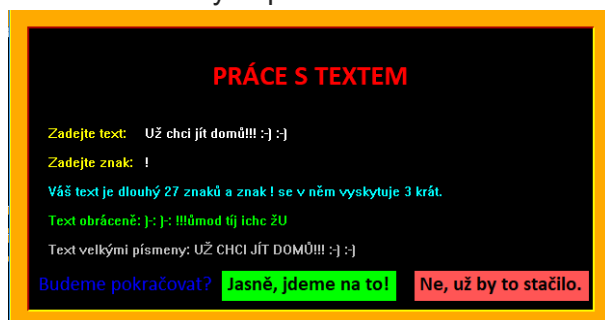 PRÁCE S TEXTEM
Zadejte text: Už chci jít domů!!! :-) :-)
Zadejte znak: !
Váš text je dlouhý 27 znaků a znak ! se v něm vyskytuje 3 krát.
Text obráceně: )-: )-: !!!ůmod tíj ichc žU
Text velkými písmeny: UŽ CHCI JÍT DOMŮ!!! :-) :-)
Budeme pokračovat? Jasně, jdeme na to! Ne, už by to stačilo.